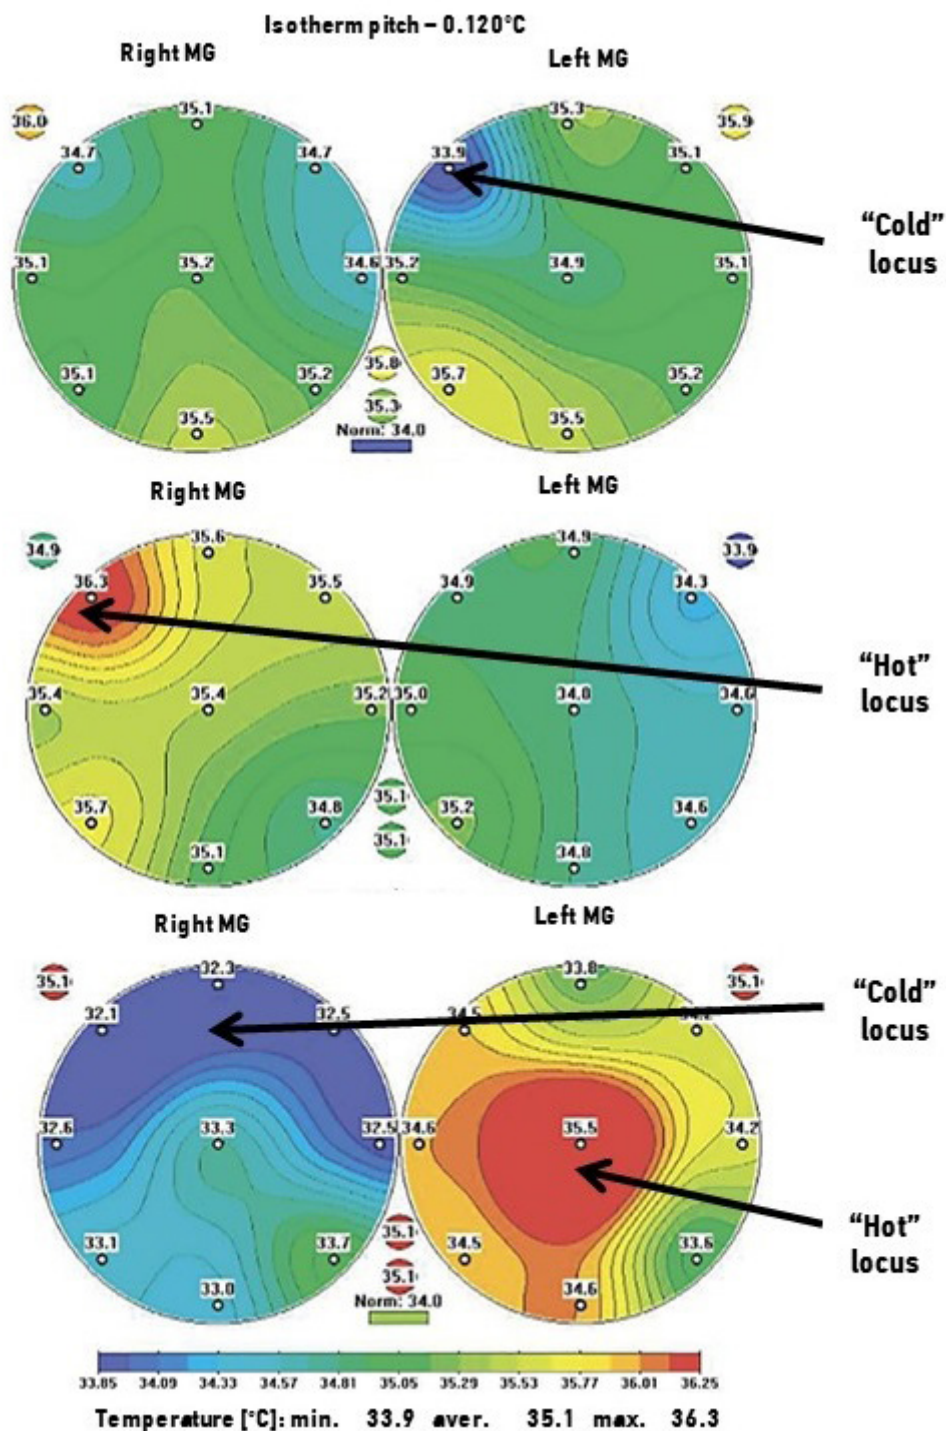 Isotherm pitch – 0.120°C
Right MG Left MG
36.0 35.1 35.3 35.9
34.7 34.7 33.9 35.1
"Cold"
locus
35.1 35.2 34.6 35.2 34.9 35.1
35.1 35.2 35.8 35.7 35.2
35.5 35.3 35.5
Norm: 34.0
Right MG Left MG
34.9 35.6 34.9 33.9
36.3 35.5 34.9 34.3
"Hot"
locus
35.4 35.4 35.2 35.0 34.8 34.6
35.7 34.8 35.1 35.2 34.6
35.1 35.1 34.8
Right MG Left MG
35.1 32.3 33.8 35.1
32.1 32.5 34.5
"Cold"
locus
32.6 33.3 32.5 34.6 35.5 34.2
33.1 33.7 35.1 34.5 33.6
"Hot"
locus
33.0 35.1 34.6
Norm: 34.0
33.85 34.09 34.33 34.57 34.81 35.05 35.29 35.53 35.77 36.01 36.25
Temperature [°C]: min. 33.9 aver. 35.1 max. 36.3